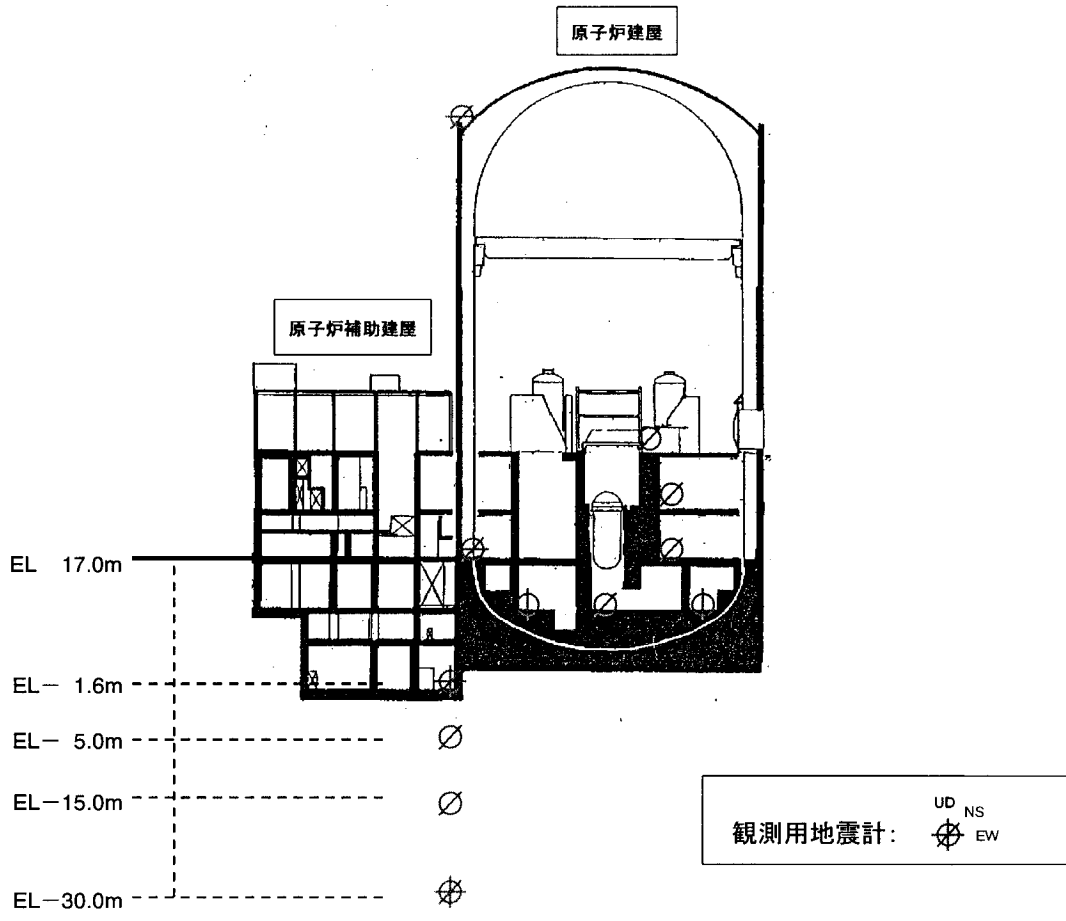 原子炉建屋
原子炉補助建屋
EL 17.0m
EL- 1.6m
EL- 5.0m
EL-15.0m
EL-30.0m
観測用地震計:
UD
NS
EW